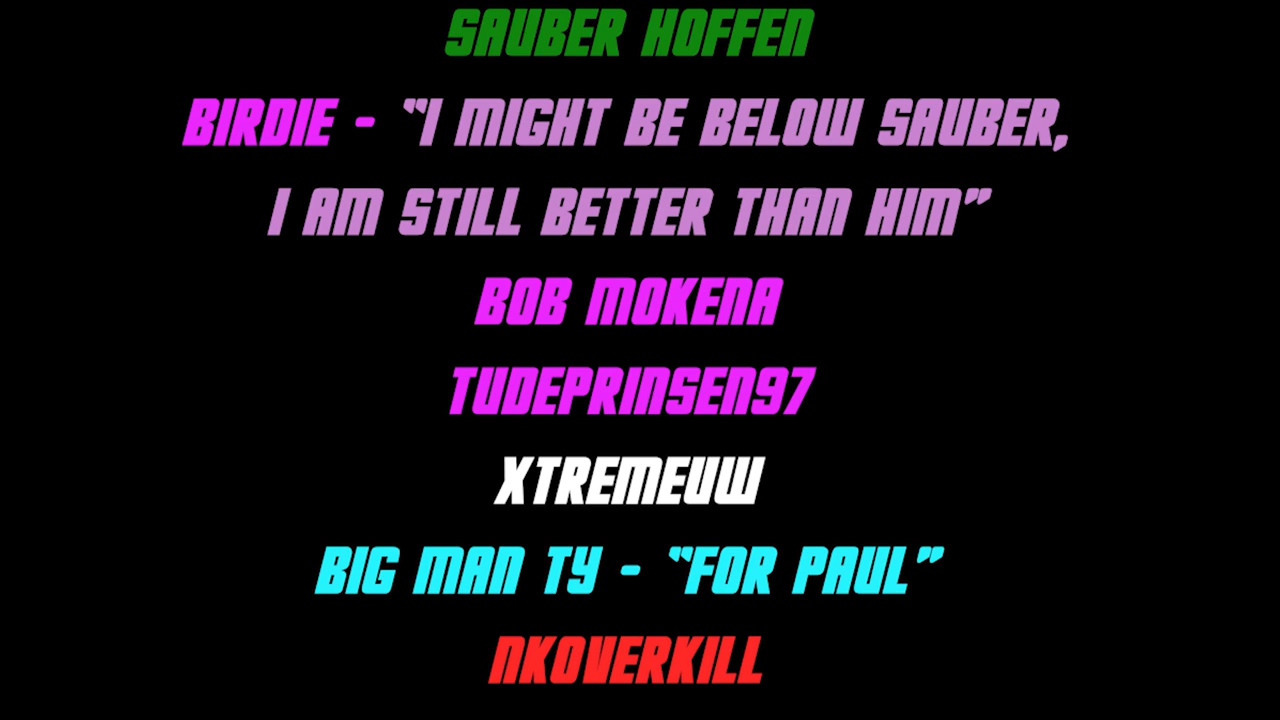 SAUBER HOFFEN
BIRDIE - “I MIGHT BE BELOW SAUBER,
I AM STILL BETTER THAN HIM”
BOB MOKENA
TUDEPRINSEN97
XTREMEUW
BIG MAN TY - “FOR PAUL”
NKOVERKILL